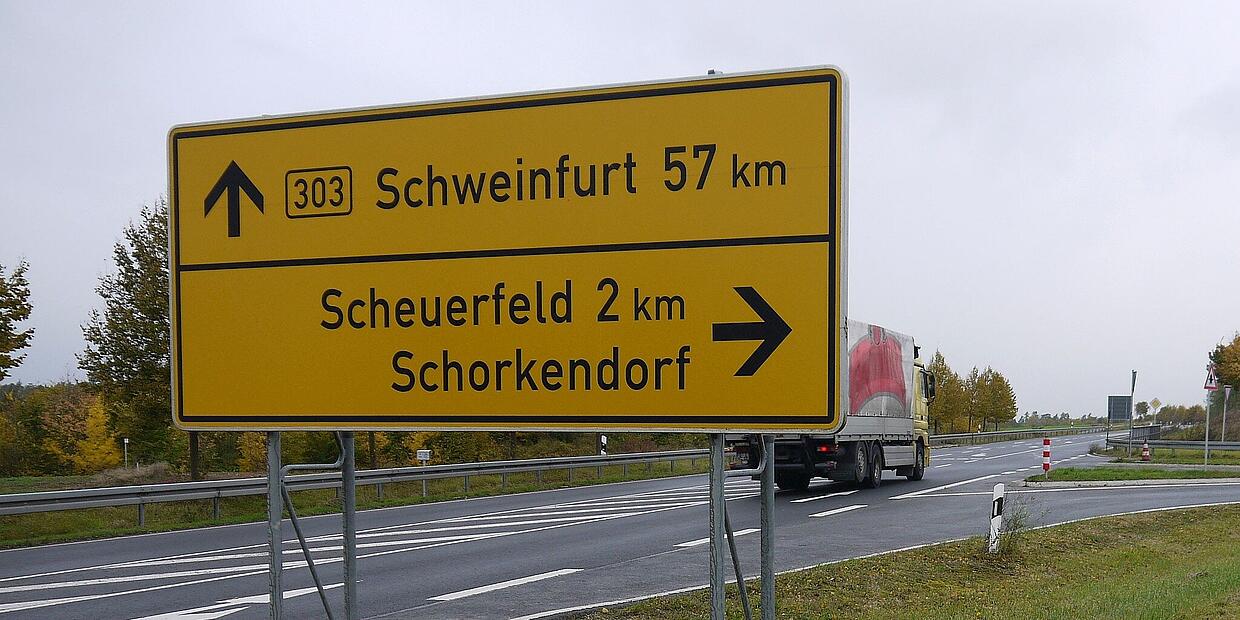 303 Schweinfurt 57 km
Scheuerfeld 2 km
Schorkendorf